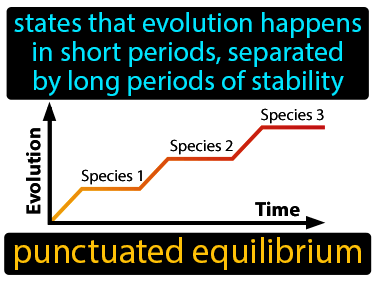 states that evolution happens
in short periods, separated
by long periods of stability
Species 3
Species 2
Species 1
Evolution
Time
punctuated equilibrium